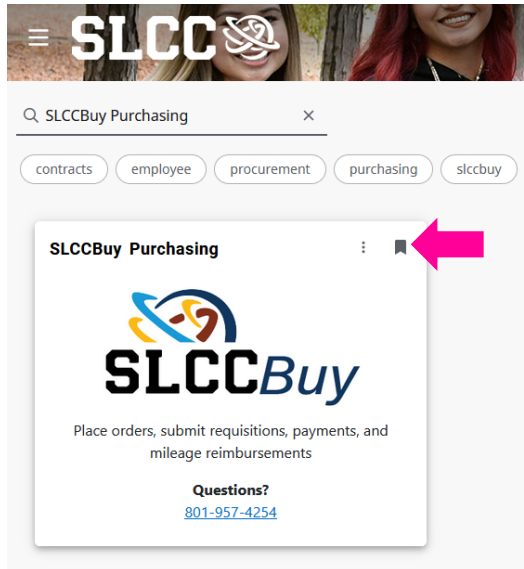 SLCC
SLCCBuy Purchasing
contracts employee procurement purchasing slccbuy
SLCCBuy Purchasing
SLCCBuy
Place orders, submit requisitions, payments, and
mileage reimbursements
Questions?
801-957-4254